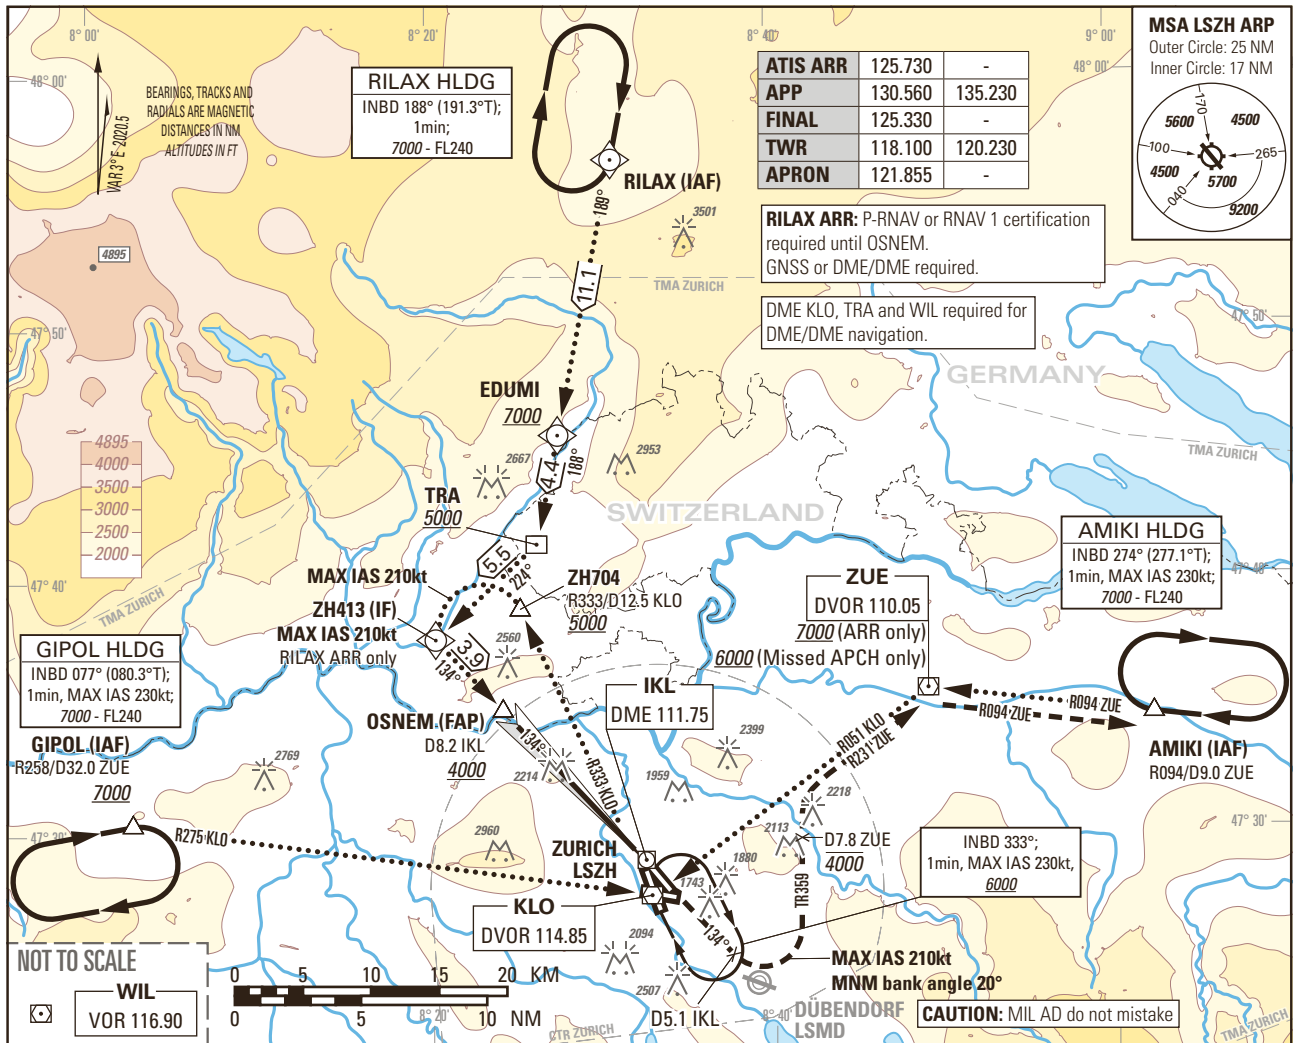 8° 00'
8° 20'
8° 40'
9° 00'
48° 00'
BEARINGS, TRACKS AND
RADIALS ARE MAGNETIC
DISTANCES IN NM
ALTITUDES IN FT
VAR 3° E 2020.5
RILAX HLDG
INBD 188° (191.3°T);
1min;
7000 - FL240
RILAX (IAF)
ATIS ARR 125.730 -
APP 130.560 135.230
FINAL 125.330 -
TWR 118.100 120.230
APRON 121.855 -
48° 00'
MSA LSZH ARP
Outer Circle: 25 NM
Inner Circle: 17 NM
170
5600
4500
100
265
4500
5700
040
9200
RILAX ARR: P-RNAV or RNAV 1 certification
required until OSNEM.
GNSS or DME/DME required.
DME KLO, TRA and WIL required for
DME/DME navigation.
4895
189°
3501
11.1
TMA ZURICH
47° 50'
47° 50'
GERMANY
EDUMI
7000
4895
4000
3500
3000
2500
2000
2667
4.4
188°
2953
TMA ZURICH
TRA
5000
SWITZERLAND
AMIKI HLDG
INBD 274° (277.1°T);
1min, MAX IAS 230kt;
7000 - FL240
47° 40'
47° 40'
TMA ZURICH
MAX IAS 210kt
5.5
224°
ZH704
R333/D12.5 KLO
5000
ZH413 (IF)
MAX IAS 210kt
RILAX ARR only
3.9
134°
2560
ZUE
DVOR 110.05
7000 (ARR only)
6000 (Missed APCH only)
GIPOL HLDG
INBD 077° (080.3°T);
1min, MAX IAS 230kt;
7000 - FL240
GIPOL (IAF)
R258/D32.0 ZUE
7000
OSNEM (FAP)
D8.2 IKL
4000
134°
2214
IKL
DME 111.75
R333 KLO
R094 ZUE
R094 ZUE
AMIKI (IAF)
R094/D9.0 ZUE
R051 KLO
R231 ZUE
2769
2399
1959
2218
2113
D7.8 ZUE
4000
47° 30'
47° 30'
R275 KLO
2960
ZURICH
LSZH
1880
1743
TR359
INBD 333°;
1min, MAX IAS 230kt,
6000
KLO
DVOR 114.85
134°
2094
2507
D5.1 IKL
MAX IAS 210kt
MNM bank angle 20°
DÜBENDORF
LSMD
CAUTION: MIL AD do not mistake
NOT TO SCALE
WIL
VOR 116.90
0 5 10 15 20 KM
0 5 10 NM
8° 20'
CTR ZURICH
8° 40'
TMA ZURICH